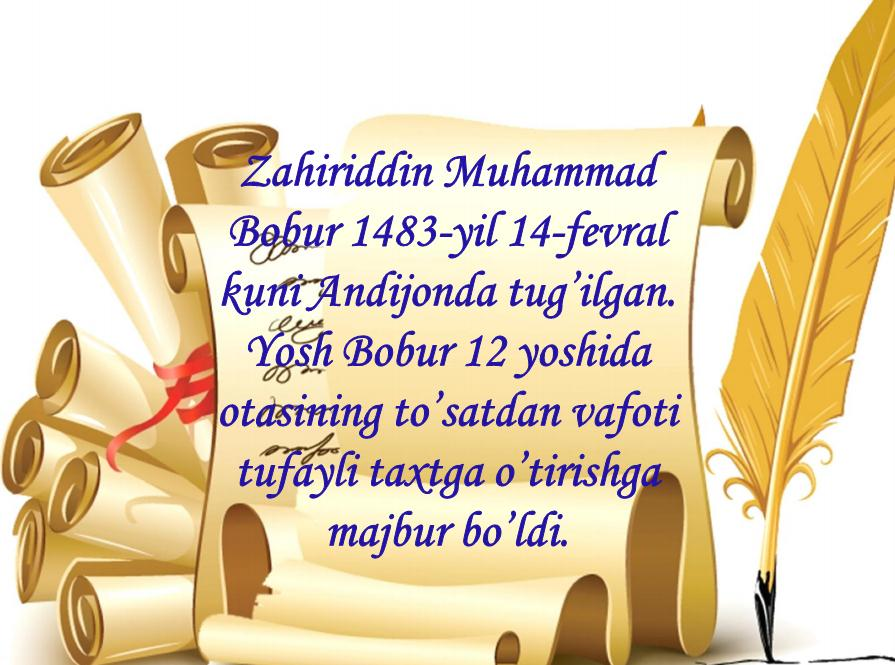 Zahiriddin Muhammad
Bobur 1483-yil 14-fevral
kuni Andijonda tug’ilgan.
Yosh Bobur 12 yoshida
otasining to’satdan vafoti
tufayli taxtga o’tirishga
majbur bo’ldi.